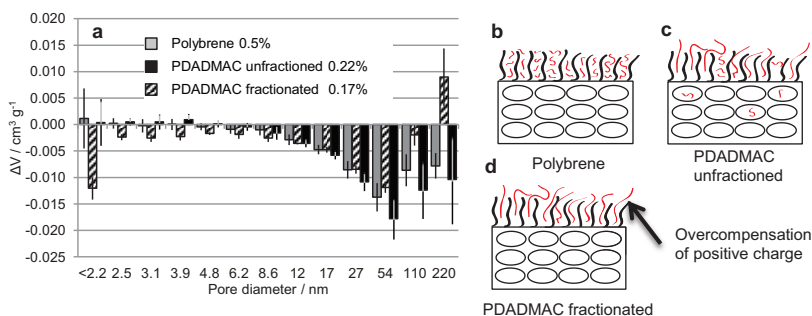 a
Polybrene 0.5%
PDADMAC unfractioned 0.22%
PDADMAC fractionated 0.17%
0.020
0.015
0.010
0.005
0.000
-0.005
-0.010
-0.015
-0.020
-0.025
ΔV / cm³ g⁻¹
<2.2 2.5 3.1 3.9 4.8 6.2 8.6 12 17 27 54 110 220
Pore diameter / nm
b
Polybrene
c
PDADMAC
unfractioned
d
Overcompensation
of positive charge
PDADMAC fractionated